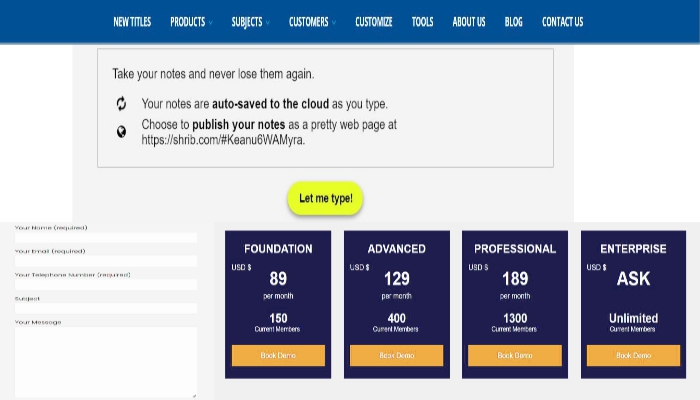 NEW TITLES PRODUCTS SUBJECTS CUSTOMERS CUSTOMIZE TOOLS ABOUT US BLOG CONTACT US
Take your notes and never lose them again.
Your notes are auto-saved to the cloud as you type.
Choose to publish your notes as a pretty web page at
https://shrib.com/#Keanu6WAMyra.
Let me type!
Your Name (required)
Your Email (required)
Your Telephone Number (required)
Subject
Your Message
FOUNDATION
USD $
89
per month
150
Current Members
Book Demo
ADVANCED
USD $
129
per month
400
Current Members
Book Demo
PROFESSIONAL
USD $
189
per month
1300
Current Members
Book Demo
ENTERPRISE
USD $
ASK
Unlimited
Current Members
Book Demo